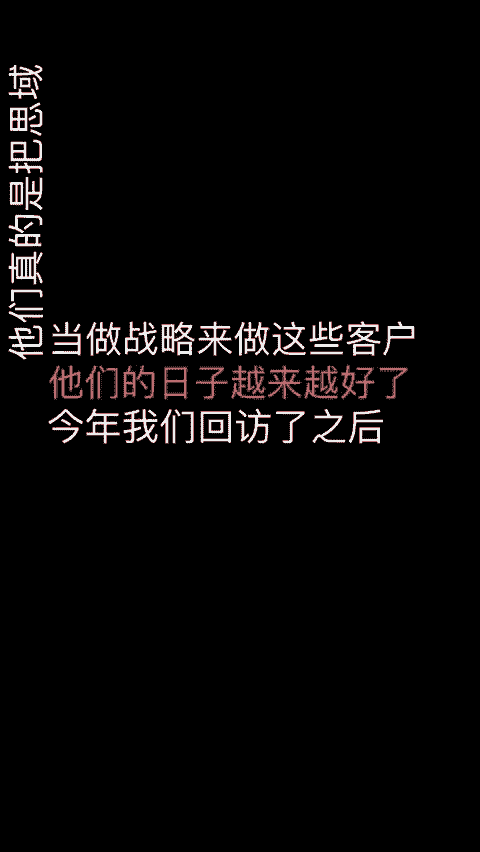 他们真的是把思域
当做战略来做这些客户
他们的日子越来越好了
今年我们回访了之后